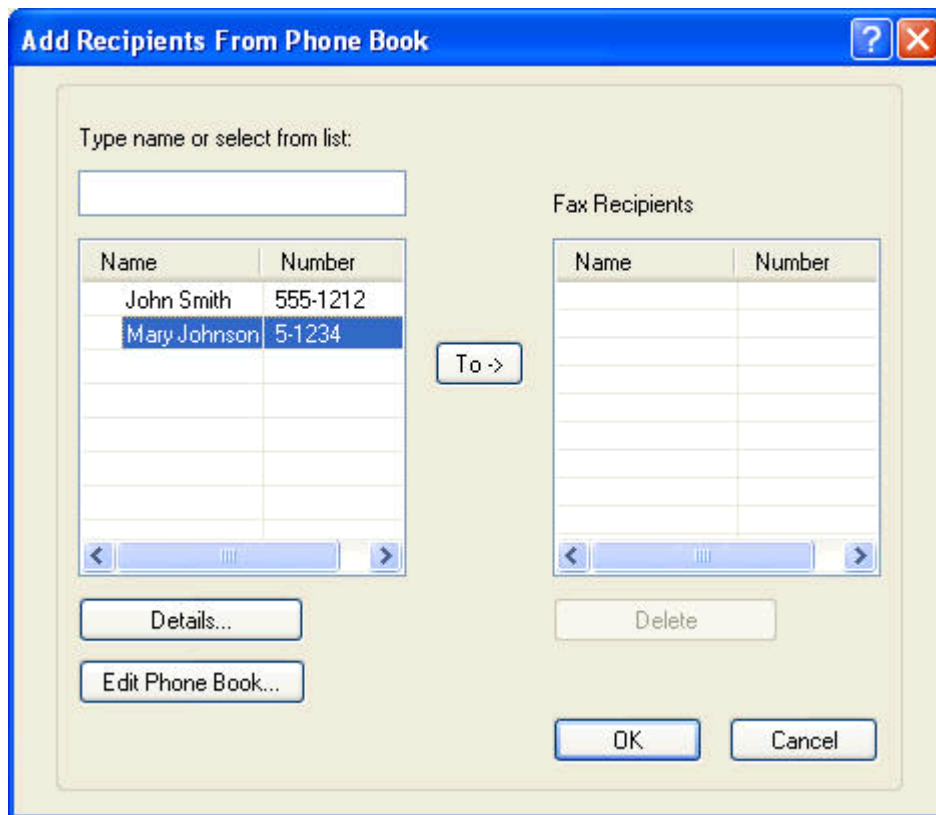 Add Recipients From Phone Book
Type name or select from list:
Fax Recipients
Name Number
John Smith 555-1212
Mary Johnson 5-1234
To ->
Name Number
Details...
Delete
Edit Phone Book...
OK Cancel